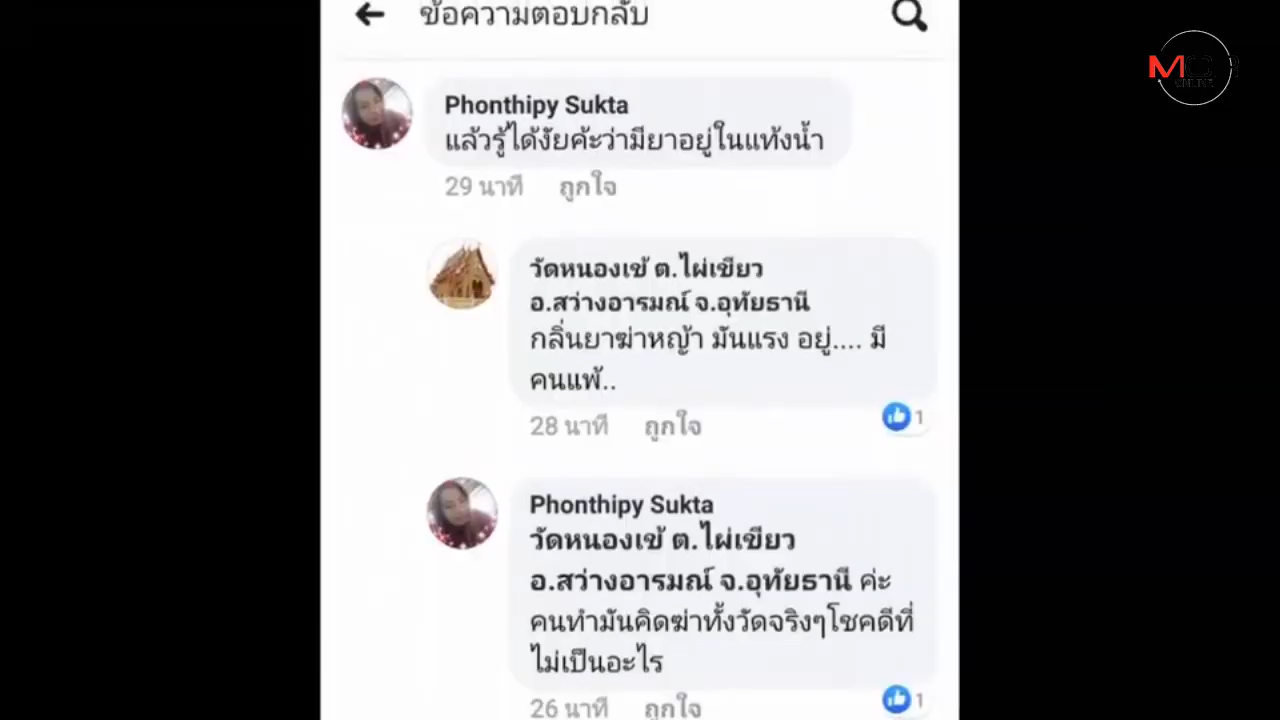 ข้อความตอบกลับ
Phonthipy Sukta
แล้วรู้ได้งัยค้ะว่ามียาอยู่ในแท้งน้ำ
29 นาที ถูกใจ
วัดหนองเข้ ต.ไผ่เขียว
อ.สว่างอารมณ์ จ.อุทัยธานี
กลิ่นยาฆ่าหญ้า มันแรง อยู่.... มี
คนแพ้..
28 นาที ถูกใจ 1
Phonthipy Sukta
วัดหนองเข้ ต.ไผ่เขียว
อ.สว่างอารมณ์ จ.อุทัยธานี ค่ะ
คนทำมันคิดฆ่าทั้งวัดจริงๆโชคดีที่
ไม่เป็นอะไร
26 นาที ถูกใจ 1